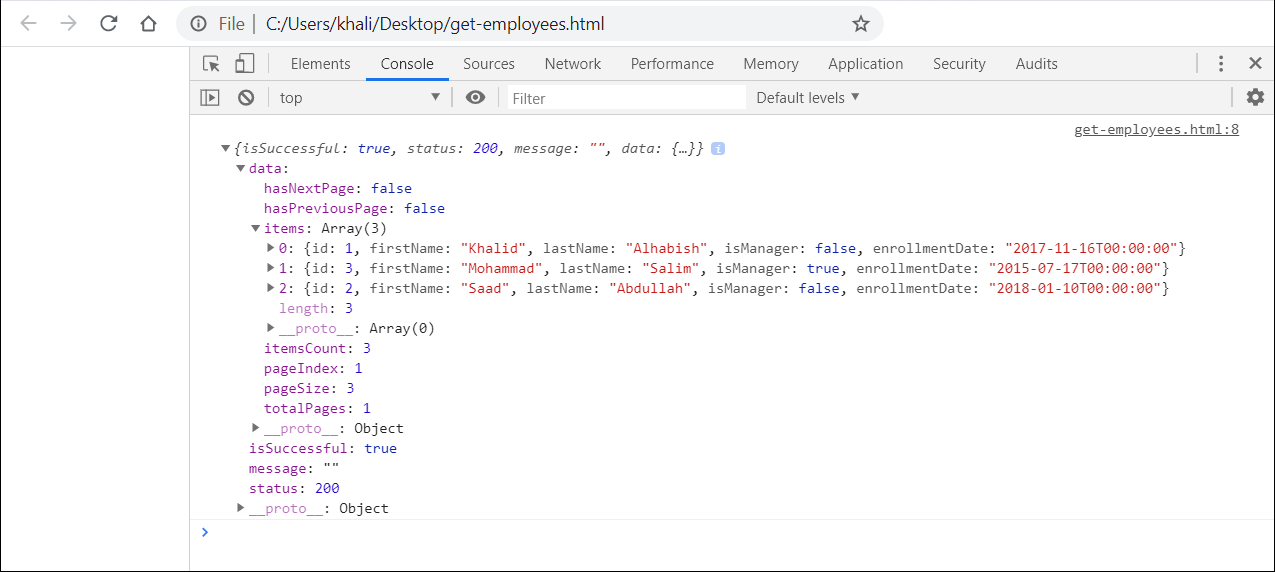 File | C:/Users/khali/Desktop/get-employees.html
Elements Console Sources Network Performance Memory Application Security Audits
top Filter Default levels
get-employees.html:8
{isSuccessful: true, status: 200, message: "", data: {…}} i
data:
hasNextPage: false
hasPreviousPage: false
items: Array(3)
0: {id: 1, firstName: "Khalid", lastName: "Alhabish", isManager: false, enrollmentDate: "2017-11-16T00:00:00"}
1: {id: 3, firstName: "Mohammad", lastName: "Salim", isManager: true, enrollmentDate: "2015-07-17T00:00:00"}
2: {id: 2, firstName: "Saad", lastName: "Abdullah", isManager: false, enrollmentDate: "2018-01-10T00:00:00"}
length: 3
__proto__: Array(0)
itemsCount: 3
pageIndex: 1
pageSize: 3
totalPages: 1
__proto__: Object
isSuccessful: true
message: ""
status: 200
__proto__: Object